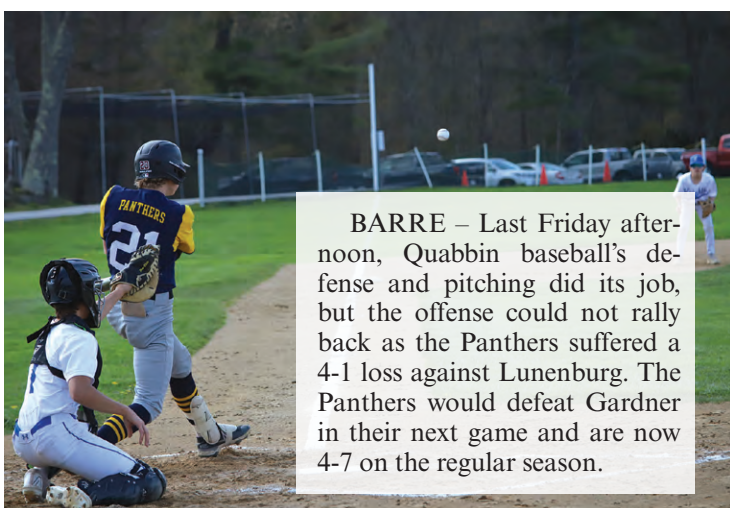 23
PANTHERS
21
BARRE – Last Friday after-
noon, Quabbin baseball's de-
fense and pitching did its job,
but the offense could not rally
back as the Panthers suffered a
4-1 loss against Lunenburg. The
Panthers would defeat Gardner
in their next game and are now
4-7 on the regular season.